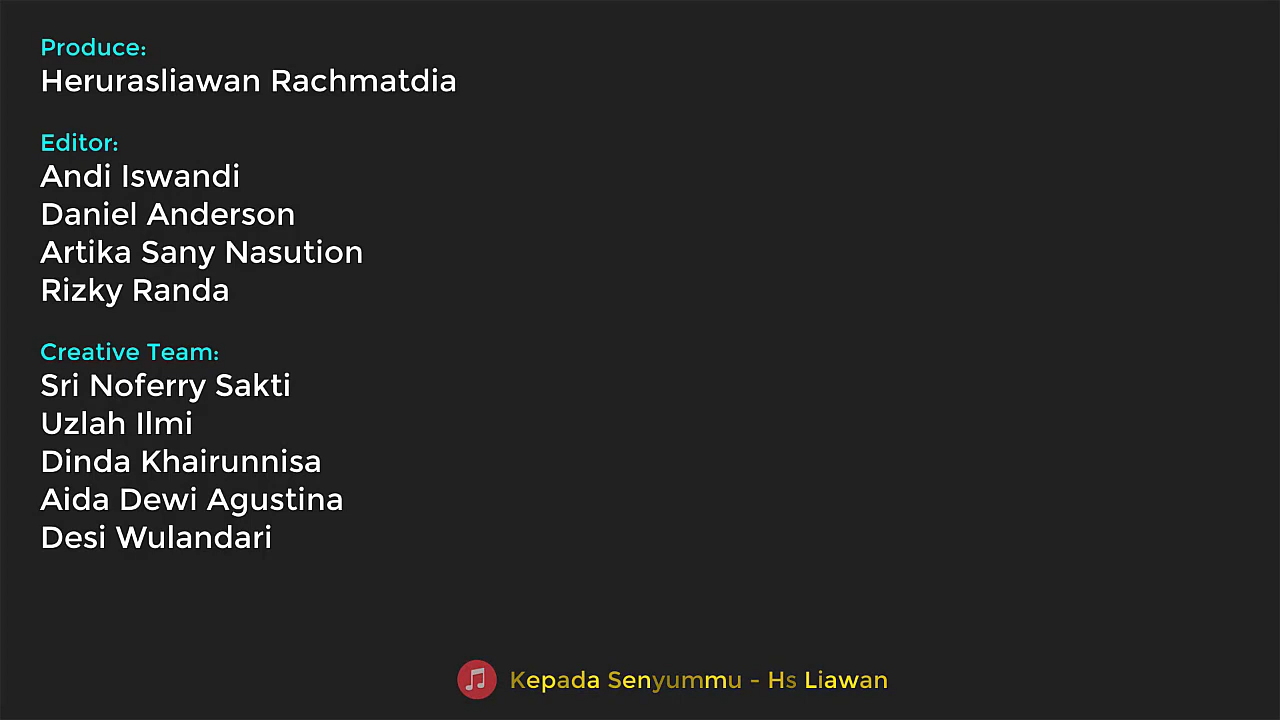 Produce:
Herurasliawan Rachmatdia
Editor:
Andi Iswandi
Daniel Anderson
Artika Sany Nasution
Rizky Randa
Creative Team:
Sri Noferry Sakti
Uzlah Ilmi
Dinda Khairunnisa
Aida Dewi Agustina
Desi Wulandari
Kepada Senyummu - Hs Liawan